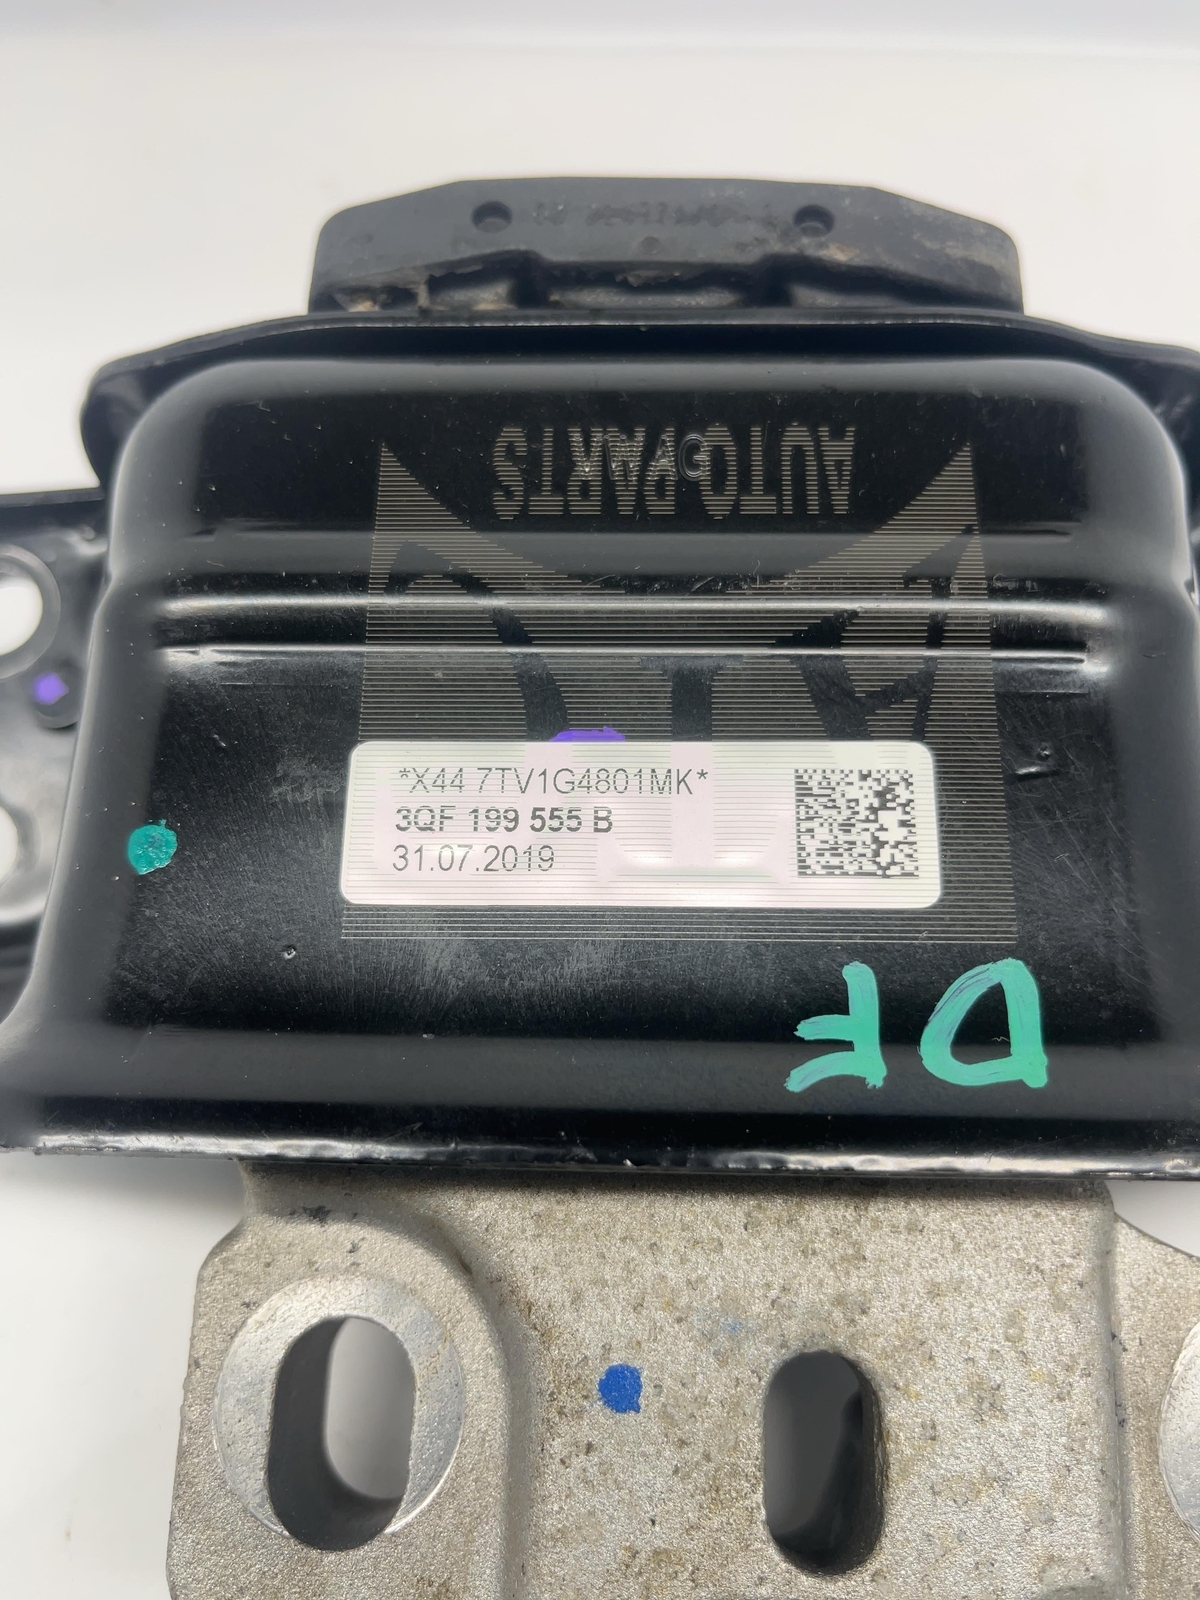 AUTO PARTS
*X44 7TV1G4801MK*
3QF 199 555 B
31.07.2019
DF